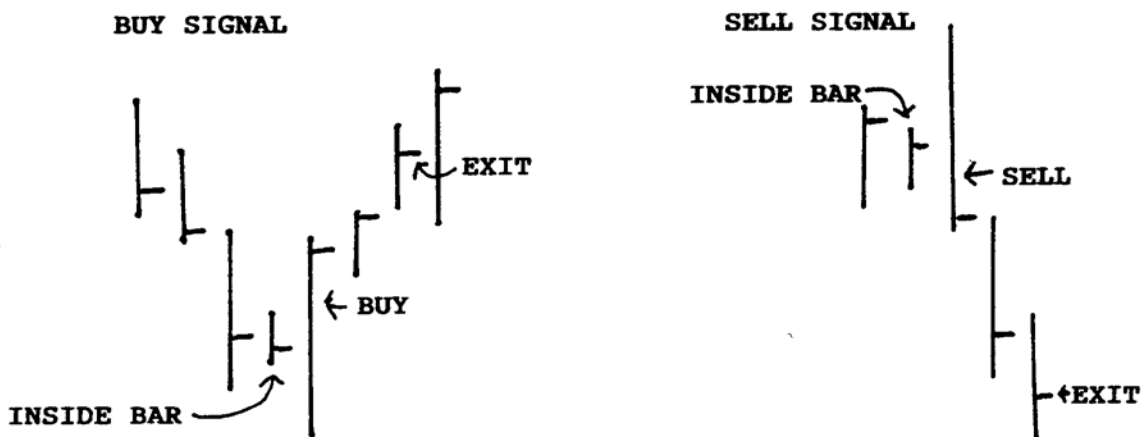 BUY SIGNAL
EXIT
BUY
INSIDE BAR
SELL SIGNAL
INSIDE BAR
SELL
EXIT